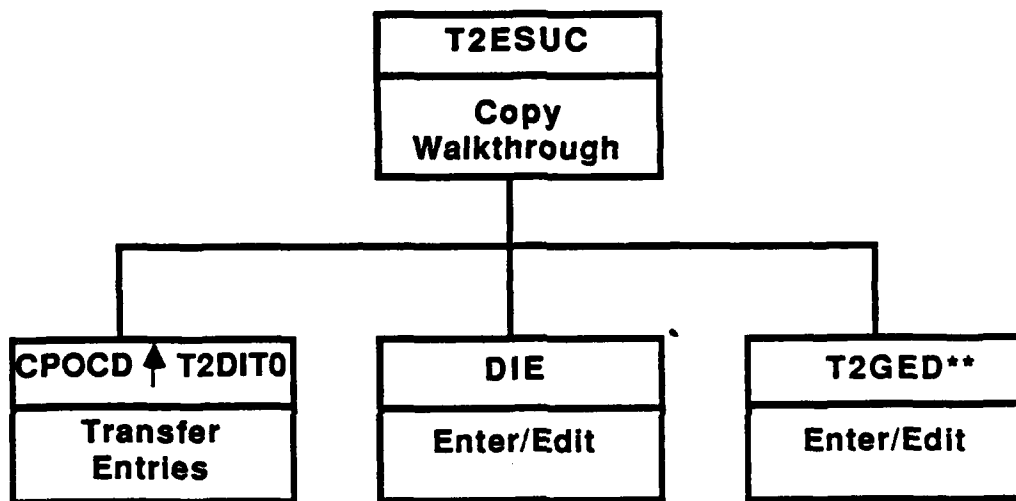 T2ESUC
Copy
Walkthrough
CPOCD ↑ T2DIT0
Transfer
Entries
DIE
Enter/Edit
T2GED**
Enter/Edit